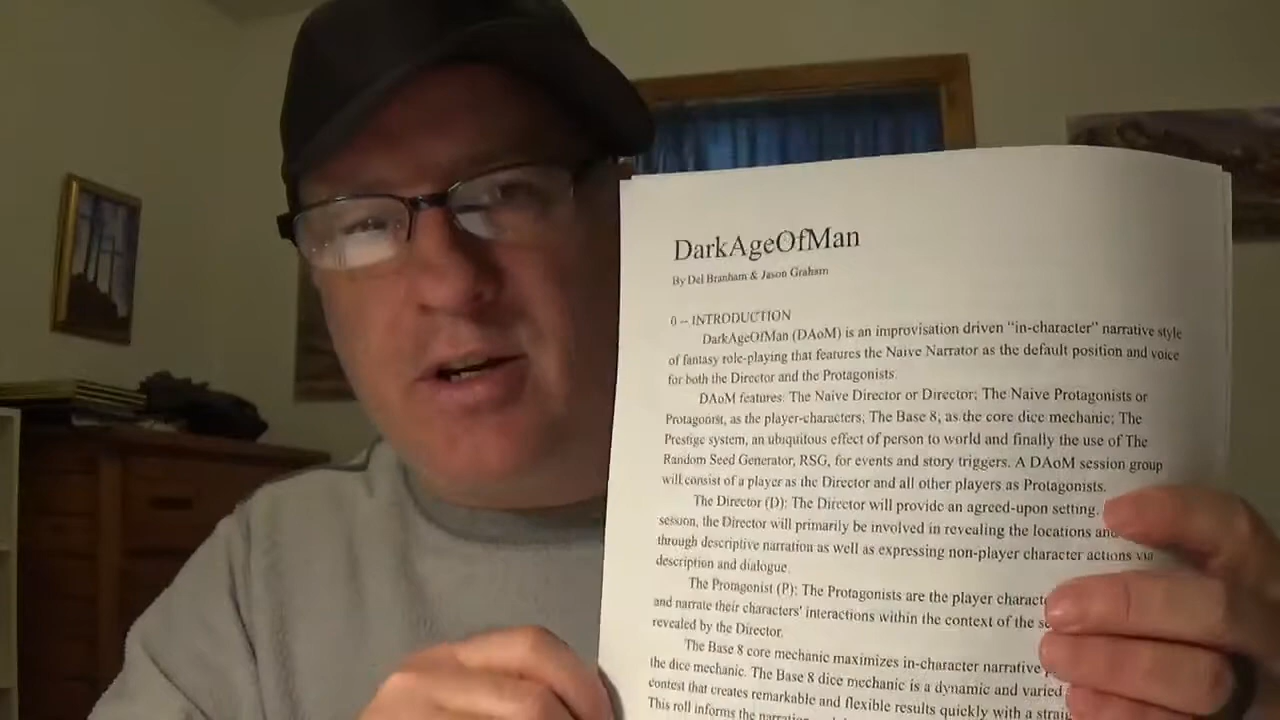 DarkAgeOfMan
By Del Branham & Jason Graham
0 – INTRODUCTION
DarkAgeOfMan (DAoM) is an improvisation driven “in-character” narrative style
of fantasy role-playing that features the Naive Narrator as the default position and voice
for both the Director and the Protagonists.
DAoM features: The Naive Director or Director; The Naive Protagonists or
Protagonist, as the player-characters; The Base 8; as the core dice mechanic; The
Prestige system, an ubiquitous effect of person to world and finally the use of The
Random Seed Generator, RSG, for events and story triggers. A DAoM session group
will consist of a player as the Director and all other players as Protagonists.
The Director (D): The Director will provide an agreed-upon setting.
session, the Director will primarily be involved in revealing the locations and
through descriptive narration as well as expressing non-player character actions via
description and dialogue.
The Protagonist (P): The Protagonists are the player
and narrate their characters' interactions within the context of the
revealed by the Director.
The Base 8 core mechanic maximizes in-character narrative
the dice mechanic. The Base 8 dice mechanic is a dynamic and varied
contest that creates remarkable and flexible results quickly with a
This roll informs the